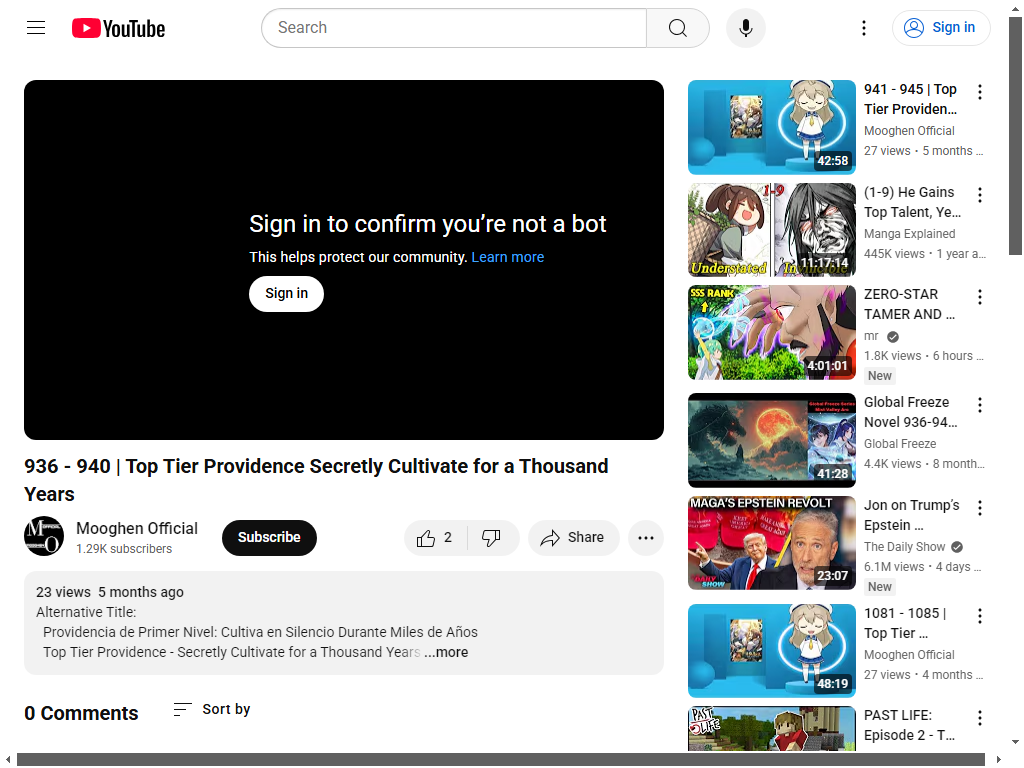 YouTube
Search
Sign in
Sign in to confirm you’re not a bot
This helps protect our community. Learn more
Sign in
936 - 940 | Top Tier Providence Secretly Cultivate for a Thousand
Years
Mooghen Official
1.29K subscribers
Subscribe
2
Share
23 views 5 months ago
Alternative Title:
Providencia de Primer Nivel: Cultiva en Silencio Durante Miles de Años
Top Tier Providence - Secretly Cultivate for a Thousand Years ...more
0 Comments
Sort by
42:58
941 - 945 | Top
Tier Providen...
Mooghen Official
27 views • 5 months ...
1-9
Understated
Invincible
11:17:14
(1-9) He Gains
Top Talent, Ye...
Manga Explained
445K views • 1 year a...
SSS RANK
4:01:01
ZERO-STAR
TAMER AND ...
mr
1.8K views • 6 hours ...
New
Global Freeze Series
Mist Valley Arc
41:28
Global Freeze
Novel 936-94...
Global Freeze
4.4K views • 8 month...
MAGA'S EPSTEIN REVOLT
DAILY
SHOW
23:07
Jon on Trump’s
Epstein ...
The Daily Show
6.1M views • 4 days ...
New
48:19
1081 - 1085 |
Top Tier ...
Mooghen Official
27 views • 4 months ...
PAST
LIFE
PAST LIFE:
Episode 2 - T...